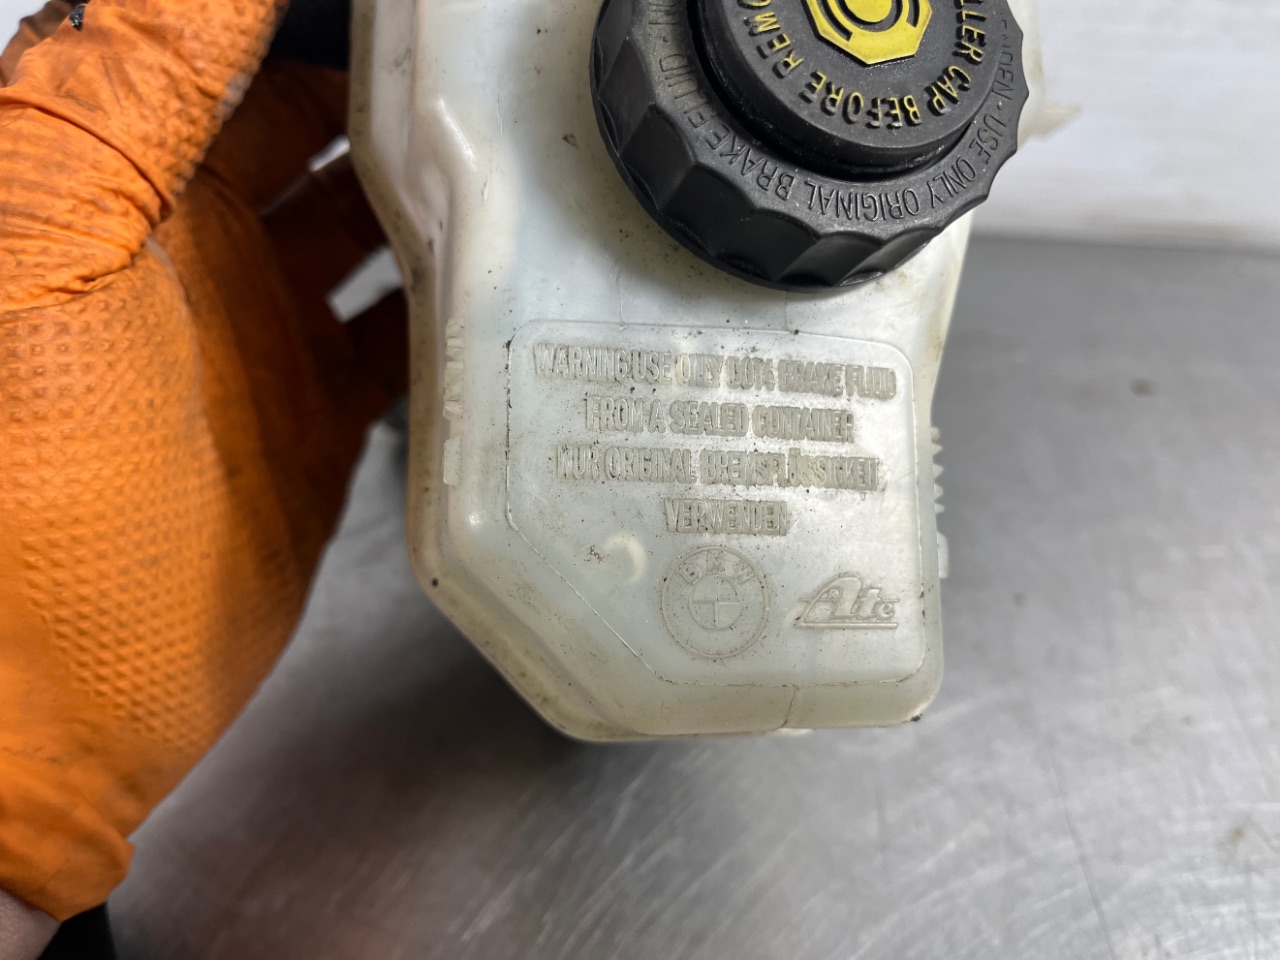 FILLER CAP BEFORE REMO
USE ONLY ORIGINAL BRAKE FLUID
WARNING:USE ONLY DOT4 BRAKE FLUID
FROM A SEALED CONTAINER
NUR ORIGINAL BREMSFLÜSSIGKEIT
VERWENDEN
BMW
Ate